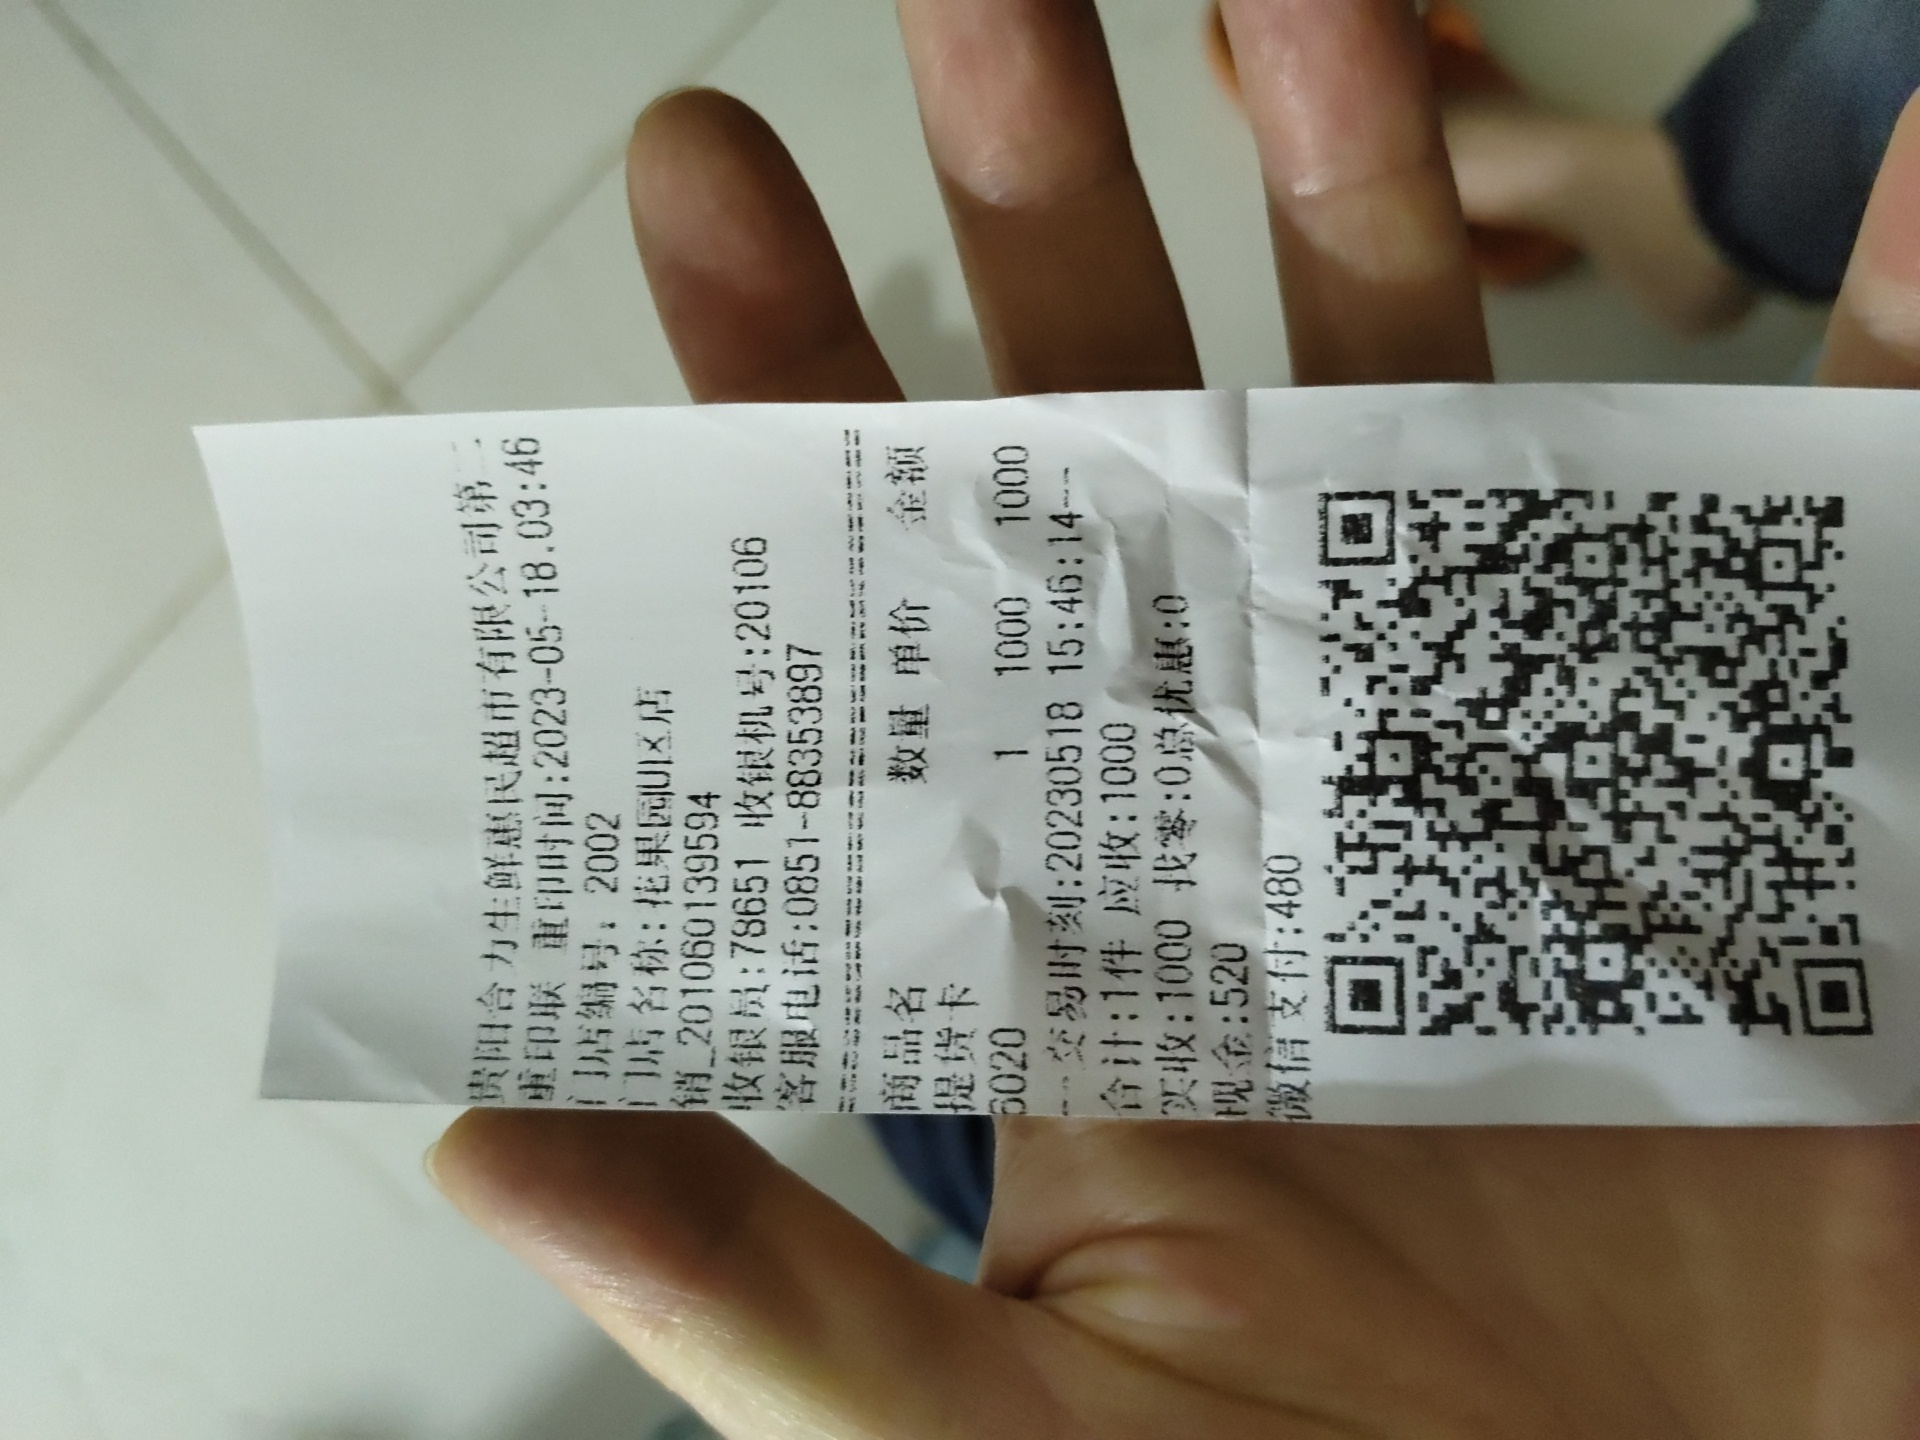 贵阳合力生鲜惠民超市有限公司第二
重印联 重印时间:2023-05-18.03:46
门店编号: 2002
门店名称:花果园U区店
销_2010601395​94
收银员:78651 收银机号:20106
客服电话:0851-88353897
商品名 数量 单价 金额
提货卡
6020 1 1000 1000
---交易时刻:20230518 15:46:14---
合计:1件 应收:1000
实收:1000 找零:0总优惠:0
现金:520
微信支付:480